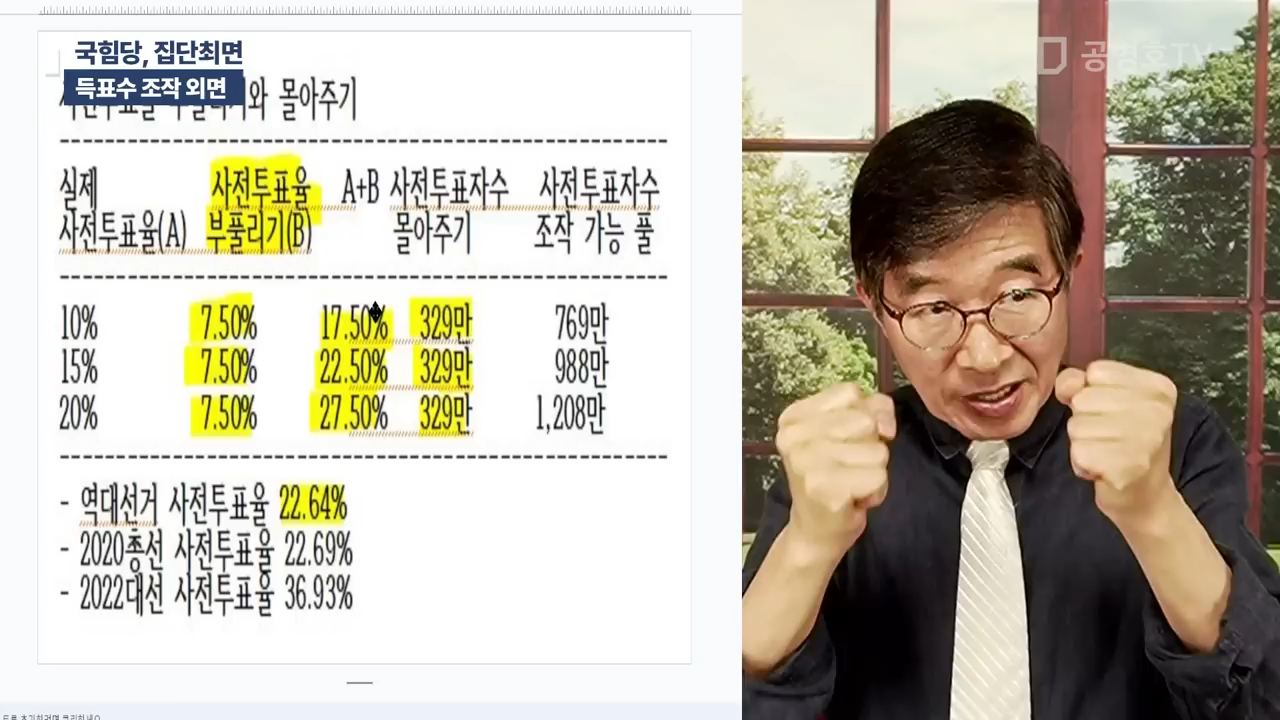 국힘당, 집단최면
득표수 조작 외면
몰아주기
공병호TV
실제 사전투표율 A+B 사전투표자수 사전투표자수
사전투표율(A) 부풀리기(B) 몰아주기 조작 가능 풀
10% 7.50% 17.50% 329만 769만
15% 7.50% 22.50% 329만 988만
20% 7.50% 27.50% 329만 1,208만
- 역대선거 사전투표율 22.64%
- 2020총선 사전투표율 22.69%
- 2022대선 사전투표율 36.93%